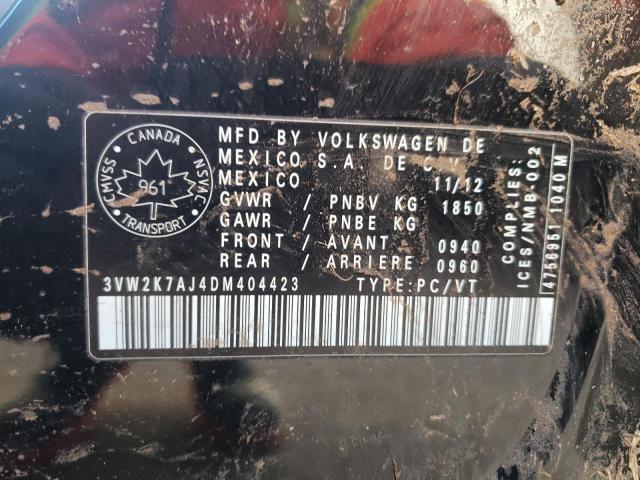 CANADA
CMVSS
NSVAC
961
TRANSPORT
MFD BY VOLKSWAGEN DE
MEXICO S.A. DE C.V.
MEXICO 11/12
GVWR / PNBV KG 1850
GAWR / PNBE KG
FRONT / AVANT 0940
REAR / ARRIERE 0960
3VW2K7AJ4DM404423 TYPE:PC/VT
COMPLIES:
ICES/NMB-002
4756961 1040 M